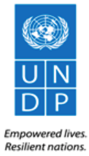 U N
D P
Empowered lives.
Resilient nations.